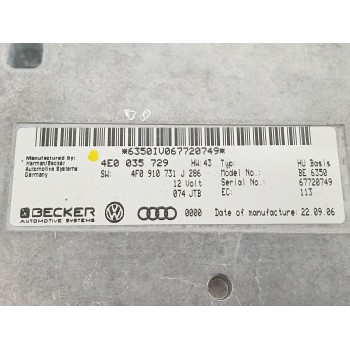 *6350IV067720749*
Manufactured by:
Harman/Becker
Automotive Systems
Germany
4E0 035 729 HW: 43 Typ: HU Basis
SW: 4F0 910 731 J 286 Model No.: BE 6350
12 Volt Serial No.: 67720749
074 JTB EC: 113
BECKER
AUTOMOTIVE SYSTEMS
0000 Date of manufacture: 22.09.06